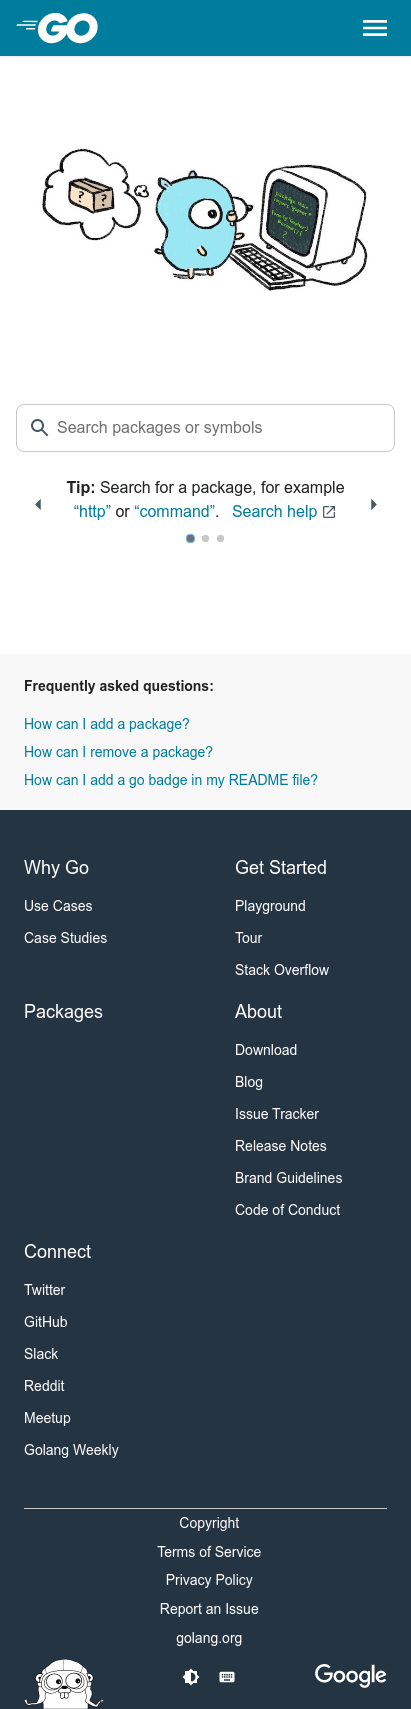 GO
Search packages or symbols
Tip: Search for a package, for example
“http” or “command”. Search help
Frequently asked questions:
How can I add a package?
How can I remove a package?
How can I add a go badge in my README file?
Why Go
Use Cases
Case Studies
Get Started
Playground
Tour
Stack Overflow
Packages
About
Download
Blog
Issue Tracker
Release Notes
Brand Guidelines
Code of Conduct
Connect
Twitter
GitHub
Slack
Reddit
Meetup
Golang Weekly
Copyright
Terms of Service
Privacy Policy
Report an Issue
golang.org
Google